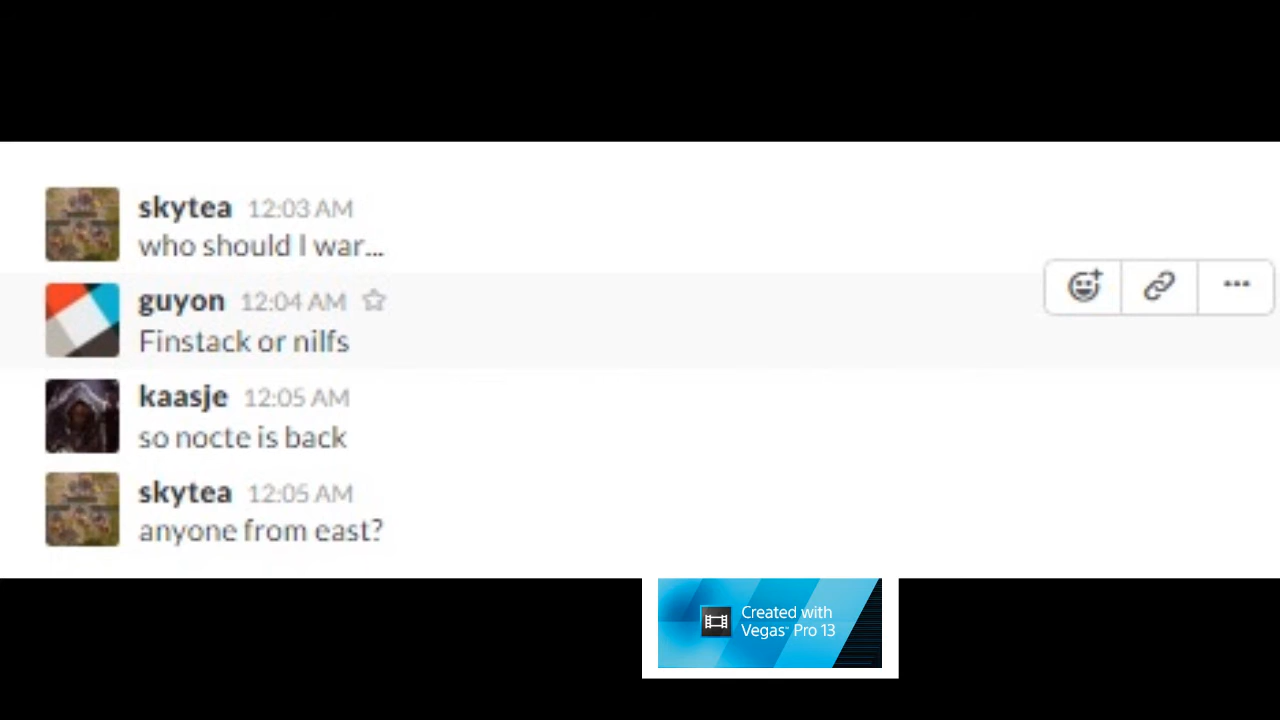 skytea 12:03 AM
who should I war...
guyon 12:04 AM
Finstack or nilfs
kaasje 12:05 AM
so nocte is back
skytea 12:05 AM
anyone from east?
Created with
Vegas™ Pro 13